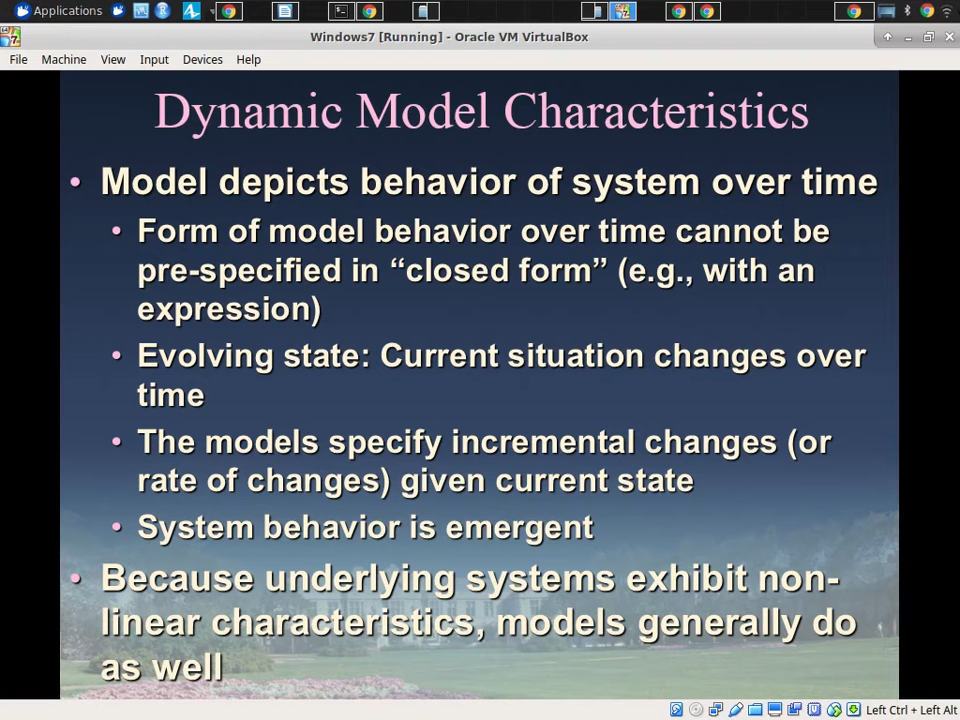 Applications
Windows7 [Running] - Oracle VM VirtualBox
File Machine View Input Devices Help
Dynamic Model Characteristics
• Model depicts behavior of system over time
• Form of model behavior over time cannot be
pre-specified in “closed form” (e.g., with an
expression)
• Evolving state: Current situation changes over
time
• The models specify incremental changes (or
rate of changes) given current state
• System behavior is emergent
• Because underlying systems exhibit non-
linear characteristics, models generally do
as well
Left Ctrl + Left Alt